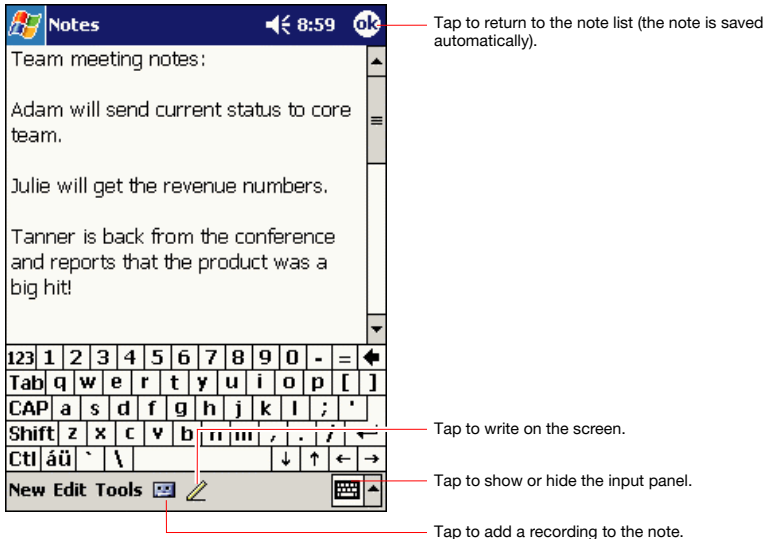 Notes 8:59 ok
Tap to return to the note list (the note is saved
automatically).
Team meeting notes:
Adam will send current status to core
team.
Julie will get the revenue numbers.
Tanner is back from the conference
and reports that the product was a
big hit!
123 1 2 3 4 5 6 7 8 9 0 - =
Tab q w e r t y u i o p [ ]
CAP a s d f g h j k l ; '
Shift z x c v b n m , . /
Ctl áü ` \
Tap to write on the screen.
Tap to show or hide the input panel.
New Edit Tools
Tap to add a recording to the note.